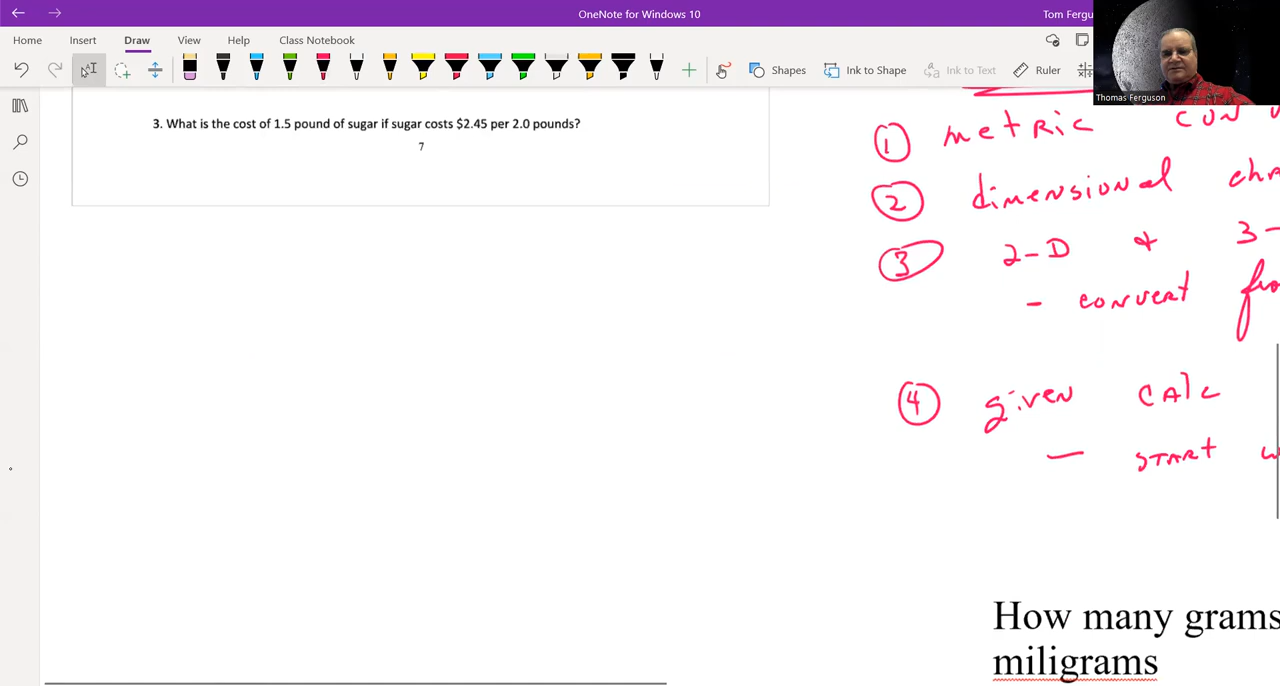 OneNote for Windows 10
Tom Fergu
Home Insert Draw View Help Class Notebook
Shapes Ink to Shape Ink to Text Ruler
Thomas Ferguson
3. What is the cost of 1.5 pound of sugar if sugar costs $2.45 per 2.0 pounds?
7
① metric con
② dimensional
③ 2-D + 3-
- convert
④ given calc
- start
How many grams
miligrams